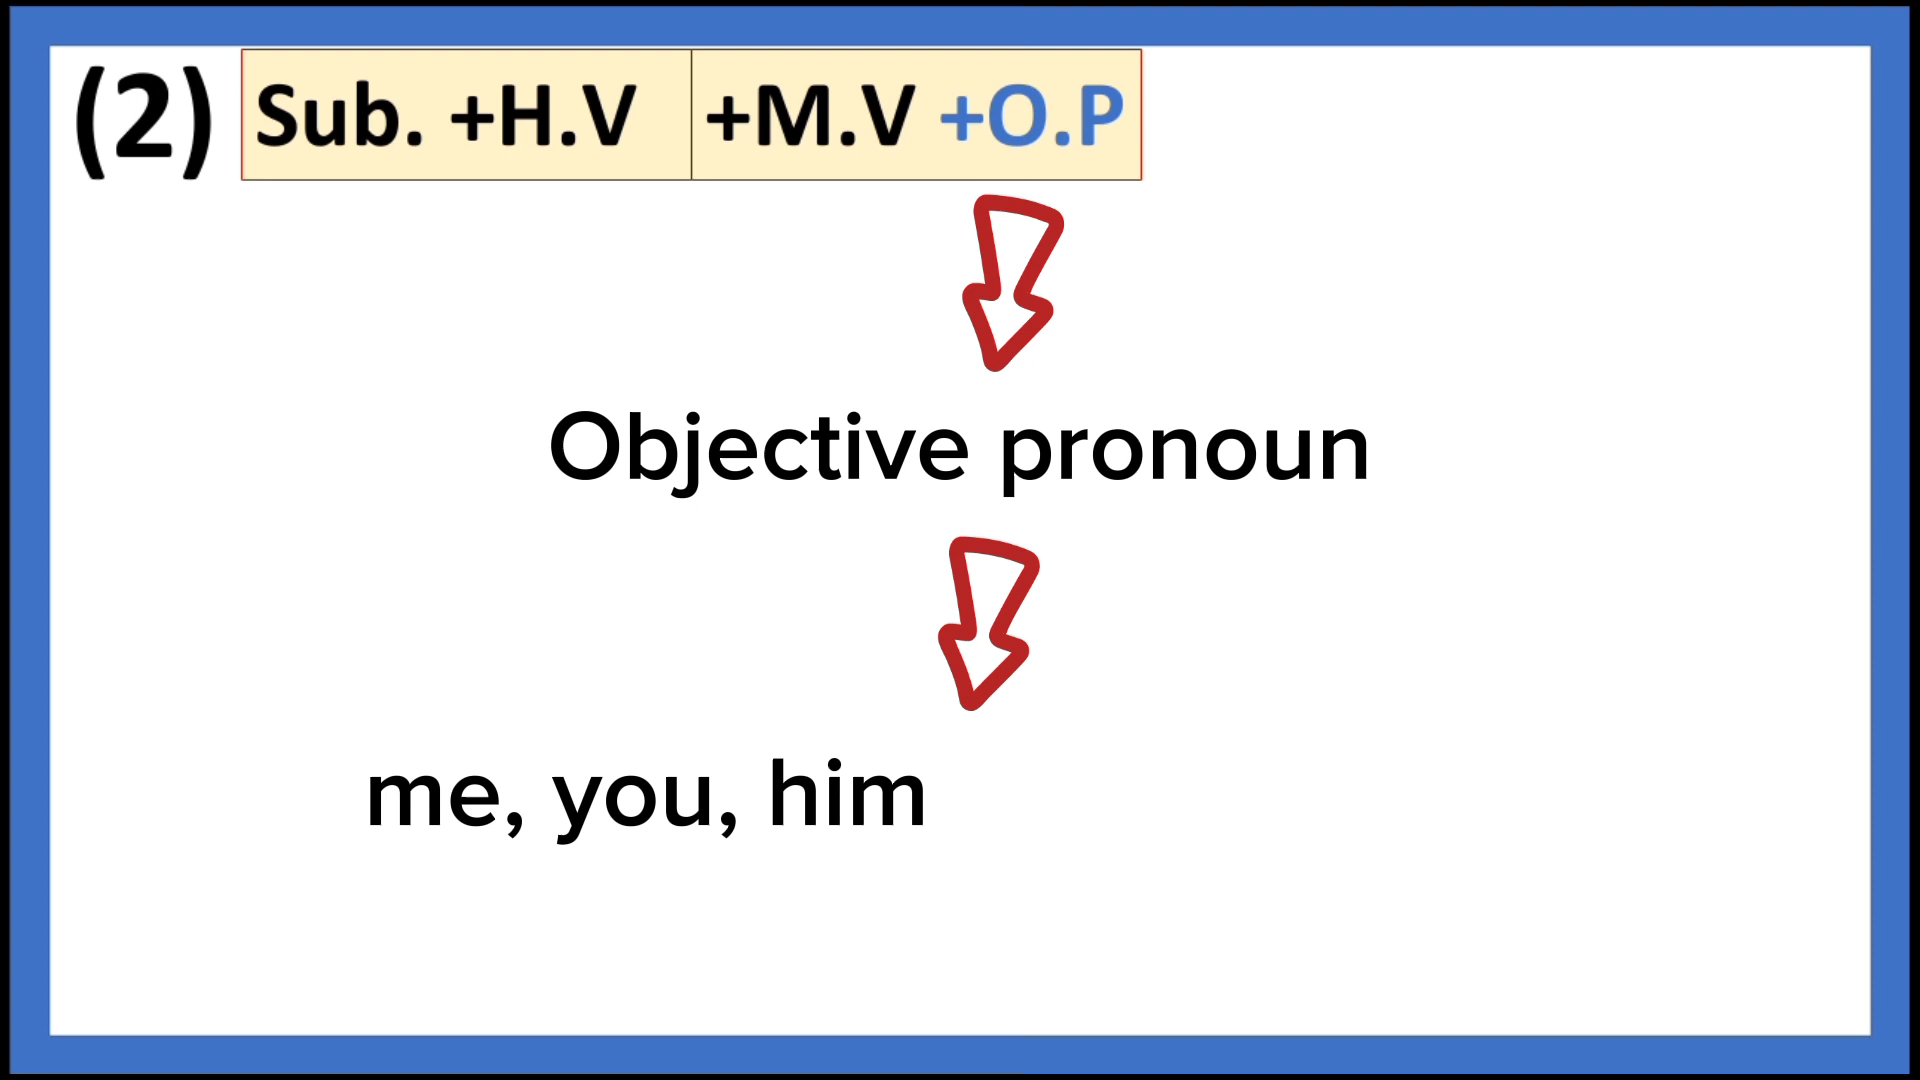 (2) Sub. +H.V +M.V +O.P
Objective pronoun
me, you, him